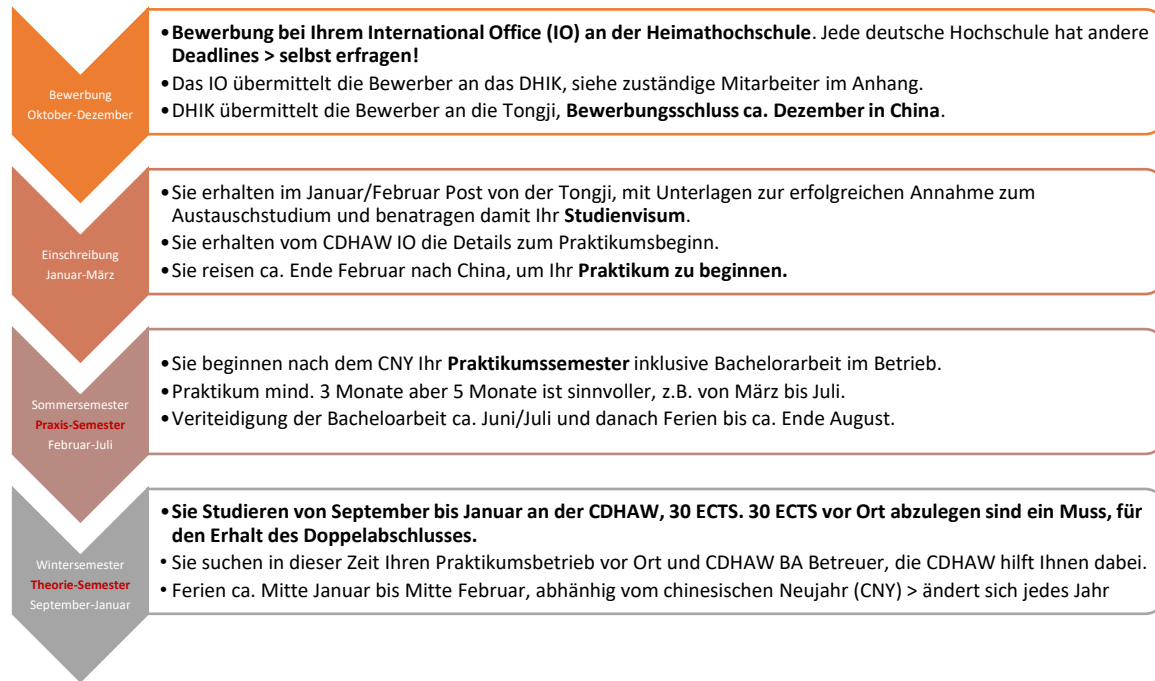 Bewerbung
Oktober-Dezember
•Bewerbung bei Ihrem International Office (IO) an der Heimathochschule. Jede deutsche Hochschule hat andere
Deadlines > selbst erfragen!
•Das IO übermittelt die Bewerber an das DHIK, siehe zuständige Mitarbeiter im Anhang.
•DHIK übermittelt die Bewerber an die Tongji, Bewerbungsschluss ca. Dezember in China.
Einschreibung
Januar-März
•Sie erhalten im Januar/Februar Post von der Tongji, mit Unterlagen zur erfolgreichen Annahme zum
Austauschstudium und benatragen damit Ihr Studienvisum.
•Sie erhalten vom CDHAW IO die Details zum Praktikumsbeginn.
•Sie reisen ca. Ende Februar nach China, um Ihr Praktikum zu beginnen.
Sommersemester
Praxis-Semester
Februar-Juli
•Sie beginnen nach dem CNY Ihr Praktikumssemester inklusive Bachelorarbeit im Betrieb.
•Praktikum mind. 3 Monate aber 5 Monate ist sinnvoller, z.B. von März bis Juli.
•Veriteidigung der Bacheloarbeit ca. Juni/Juli und danach Ferien bis ca. Ende August.
Wintersemester
Theorie-Semester
September-Januar
•Sie Studieren von September bis Januar an der CDHAW, 30 ECTS. 30 ECTS vor Ort abzulegen sind ein Muss, für
den Erhalt des Doppelabschlusses.
• Sie suchen in dieser Zeit Ihren Praktikumsbetrieb vor Ort und CDHAW BA Betreuer, die CDHAW hilft Ihnen dabei.
• Ferien ca. Mitte Januar bis Mitte Februar, abhänhig vom chinesischen Neujahr (CNY) > ändert sich jedes Jahr